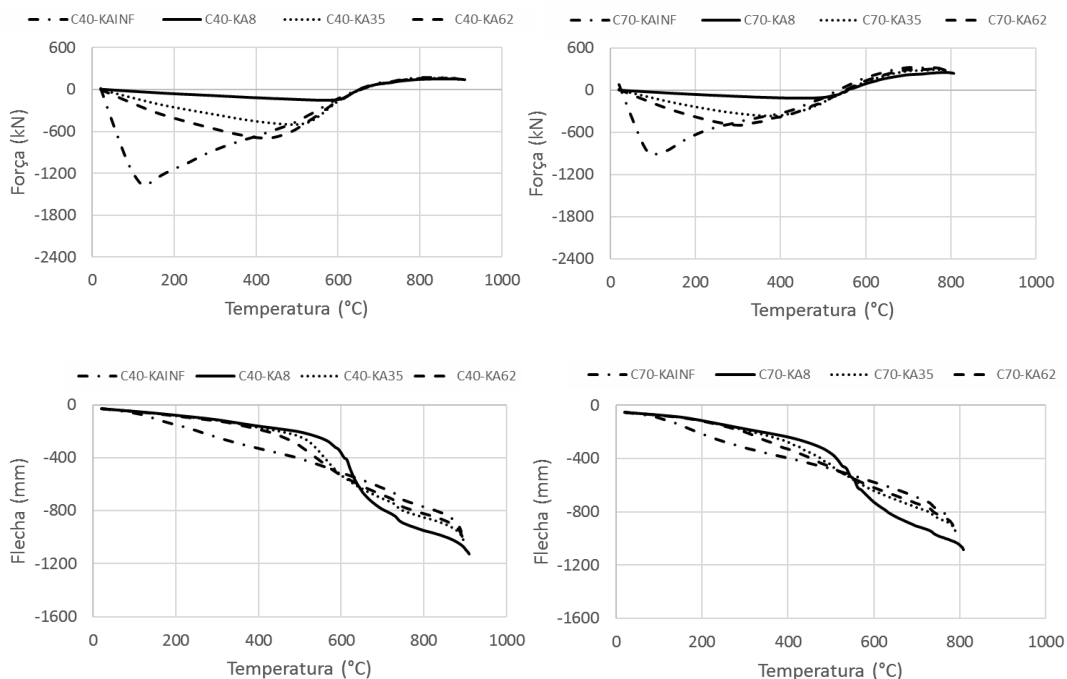 C40-KAINF C40-KA8 C40-KA35 C40-KA62
600
0
-600
-1200
-1800
-2400
Força (kN)
0 200 400 600 800 1000
Temperatura (°C)
C70-KAINF C70-KA8 C70-KA35 C70-KA62
600
0
-600
-1200
-1800
-2400
Força (kN)
0 200 400 600 800 1000
Temperatura (°C)
C40-KAINF C40-KA8 C40-KA35 C40-KA62
0
-400
-800
-1200
-1600
Flecha (mm)
0 200 400 600 800 1000
Temperatura (°C)
C70-KAINF C70-KA8 C70-KA35 C70-KA62
0
-400
-800
-1200
-1600
Flecha (mm)
0 200 400 600 800 1000
Temperatura (°C)